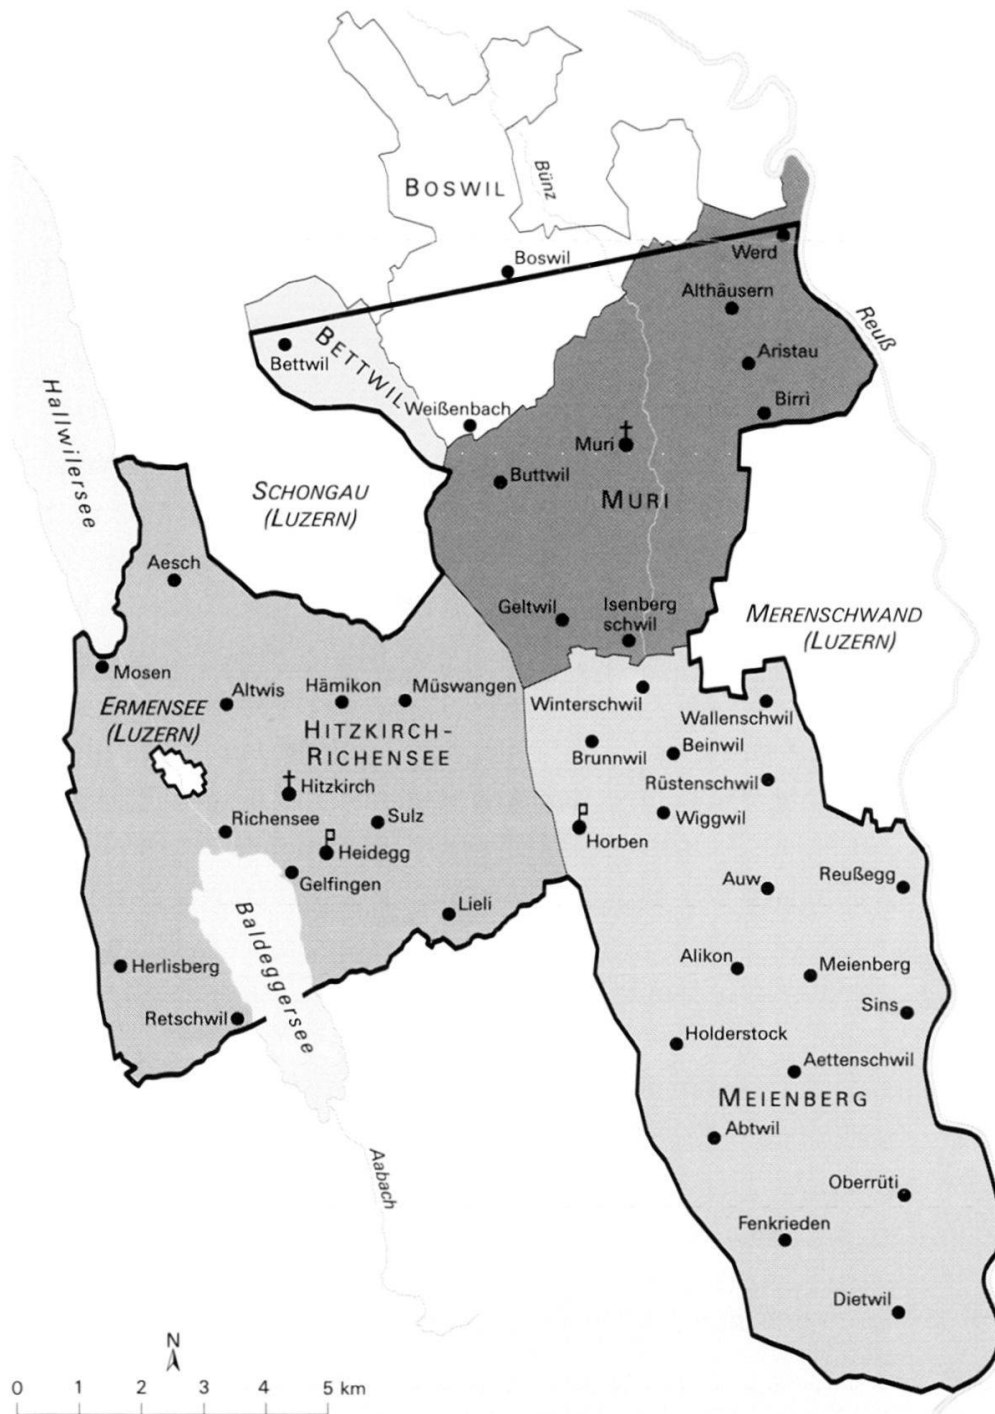 BOSWIL
Bünz
Boswil
Werd
Althäusern
Reuß
BETTWIL
Bettwil
Aristau
Hallwilersee
Weißenbach
Birri
Muri
Buttwil
MURI
SCHONGAU
(LUZERN)
Aesch
Geltwil
Isenberg
schwil
MERENSCHWAND
(LUZERN)
Mosen
Altwis
Hämikon
Müswangen
Winterschwil
Wallenschwil
ERMENSEE
(LUZERN)
HITZKIRCH-
RICHENSEE
Brunnwil
Beinwil
Rüstenschwil
Hitzkirch
Richensee
Sulz
Wiggwil
Horben
Heidegg
Gelfingen
Auw
Reußegg
Lieli
Baldeggersee
Herlisberg
Alikon
Meienberg
Sins
Retschwil
Holderstock
Aettenschwil
MEIENBERG
Abtwil
Aabach
Oberrüti
Fenkrieden
Dietwil
N
0 1 2 3 4 5 km